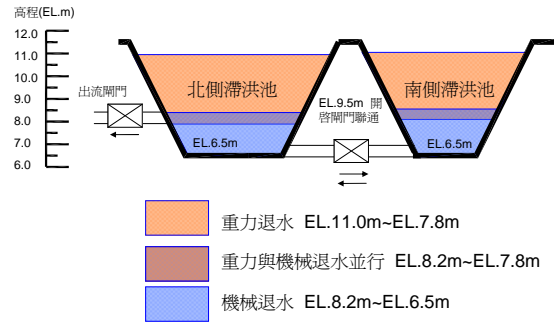 高程(EL.m)
12.0
11.0
10.0
9.0
8.0
7.0
6.0
出流閘門
北側滯洪池
EL.6.5m
EL.9.5m 開
啓閘門聯通
南側滯洪池
EL.6.5m
重力退水 EL.11.0m~EL.7.8m
重力與機械退水並行 EL.8.2m~EL.7.8m
機械退水 EL.8.2m~EL.6.5m